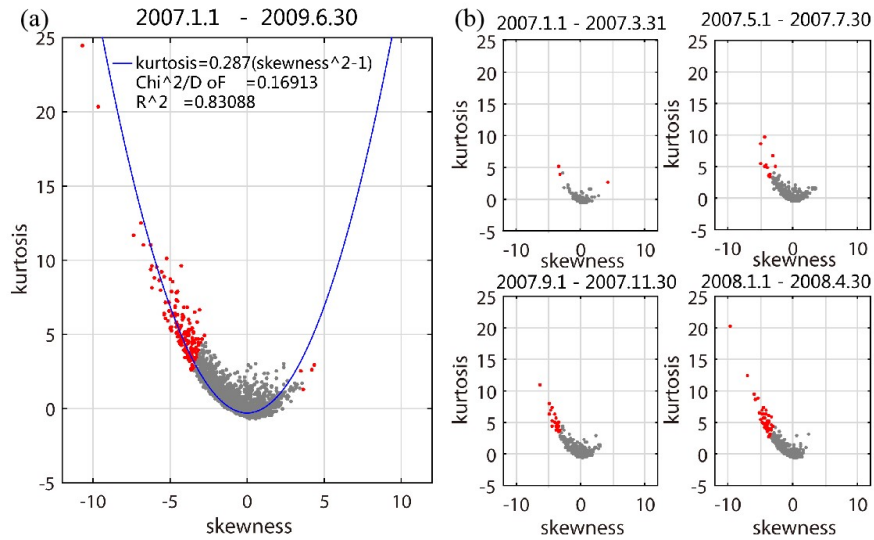 (a)
2007.1.1 - 2009.6.30
kurtosis=0.287(skewness^2-1)
Chi^2/D oF =0.16913
R^2 =0.83088
25
20
15
10
5
0
-5
kurtosis
-10 -5 0 5 10
skewness
(b)
2007.1.1 - 2007.3.31
25
20
15
10
5
0
-5
kurtosis
-10 0 10
skewness
2007.5.1 - 2007.7.30
25
20
15
10
5
0
-5
kurtosis
-10 0 10
skewness
2007.9.1 - 2007.11.30
25
20
15
10
5
0
-5
kurtosis
-10 0 10
skewness
2008.1.1 - 2008.4.30
25
20
15
10
5
0
-5
kurtosis
-10 0 10
skewness